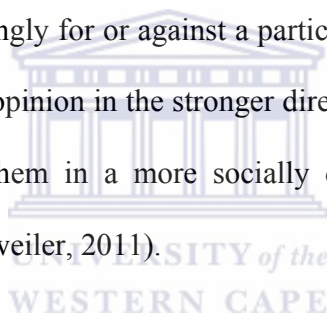 ngly for or against a partic
opinion in the stronger dire
hem in a more socially
weiler, 2011).
UNIVERSITY of the
WESTERN CAPE